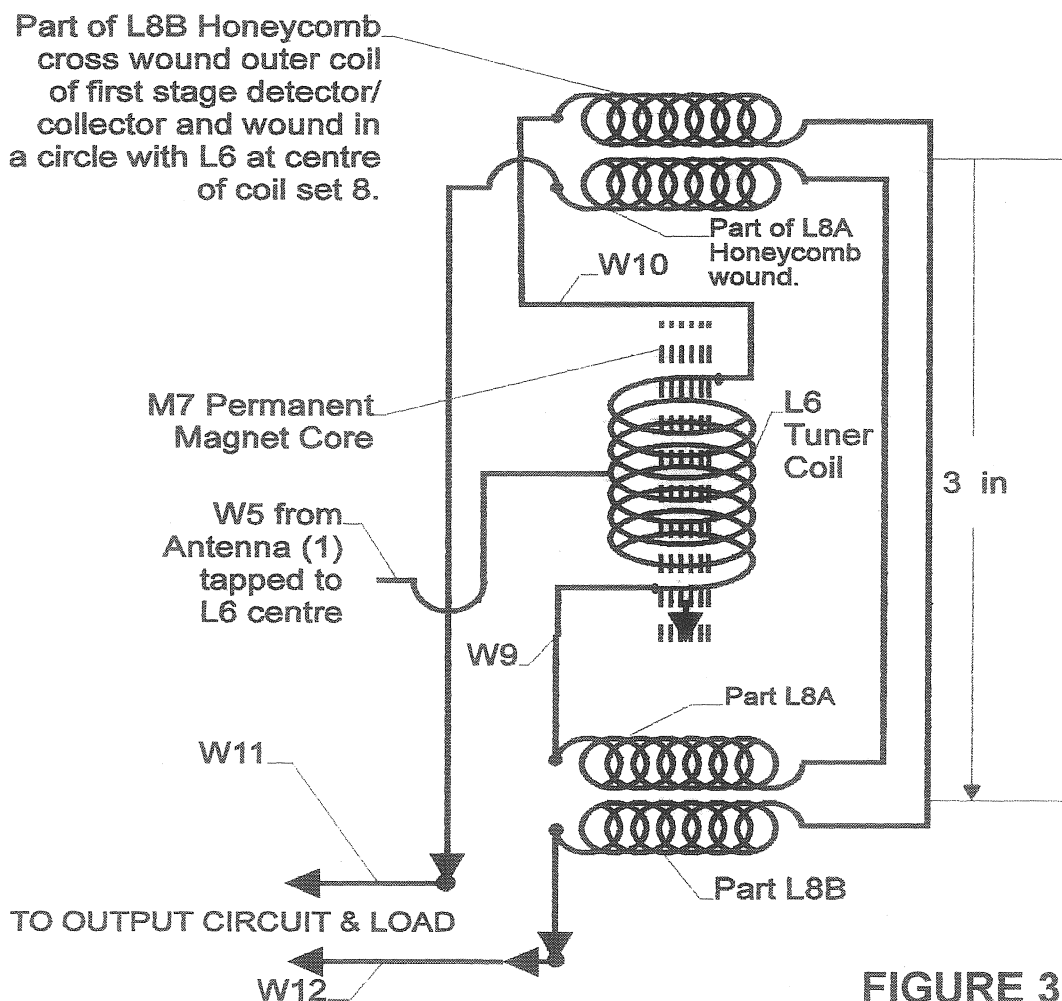 Part of L8B Honeycomb
cross wound outer coil
of first stage detector/
collector and wound in
a circle with L6 at centre
of coil set 8.
Part of L8A
Honeycomb
wound.
W10
M7 Permanent
Magnet Core
L6
Tuner
Coil
3 in
W5 from
Antenna (1)
tapped to
L6 centre
W9
Part L8A
W11
Part L8B
TO OUTPUT CIRCUIT & LOAD
W12
FIGURE 3